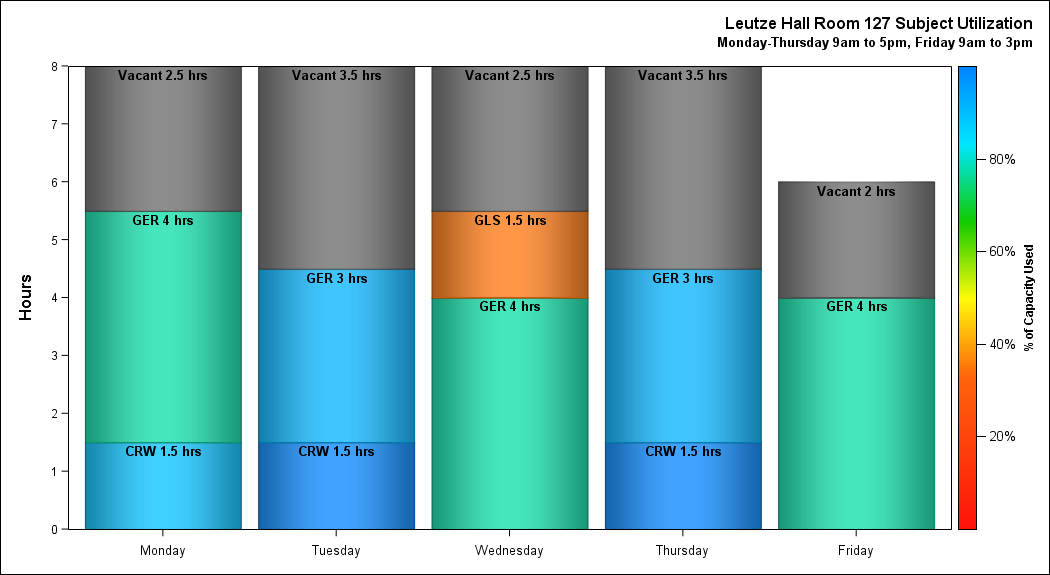 Leutze Hall Room 127 Subject Utilization
Monday-Thursday 9am to 5pm, Friday 9am to 3pm
8
7
6
5
4
3
2
1
0
Hours
Vacant 2.5 hrs
GER 4 hrs
CRW 1.5 hrs
Vacant 3.5 hrs
GER 3 hrs
CRW 1.5 hrs
Vacant 2.5 hrs
GLS 1.5 hrs
GER 4 hrs
Vacant 3.5 hrs
GER 3 hrs
CRW 1.5 hrs
Vacant 2 hrs
GER 4 hrs
Monday
Tuesday
Wednesday
Thursday
Friday
80%
60%
40%
20%
% of Capacity Used